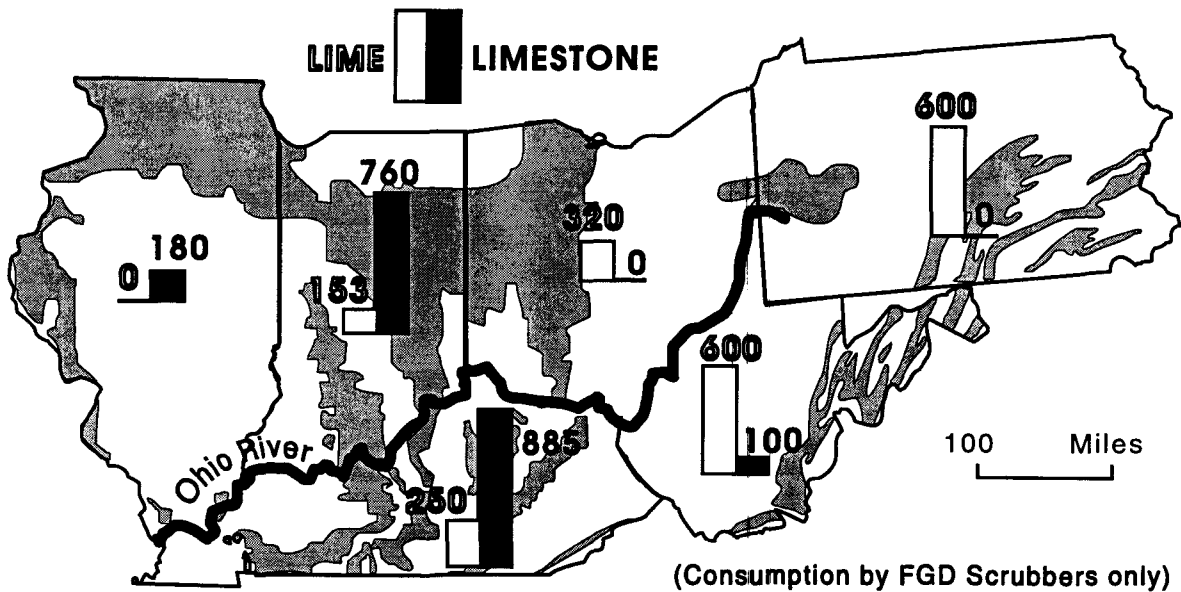 LIME LIMESTONE
600
0
760
320
0
0 180
153
600
100
885
250
Ohio River
100 Miles
(Consumption by FGD Scrubbers only)